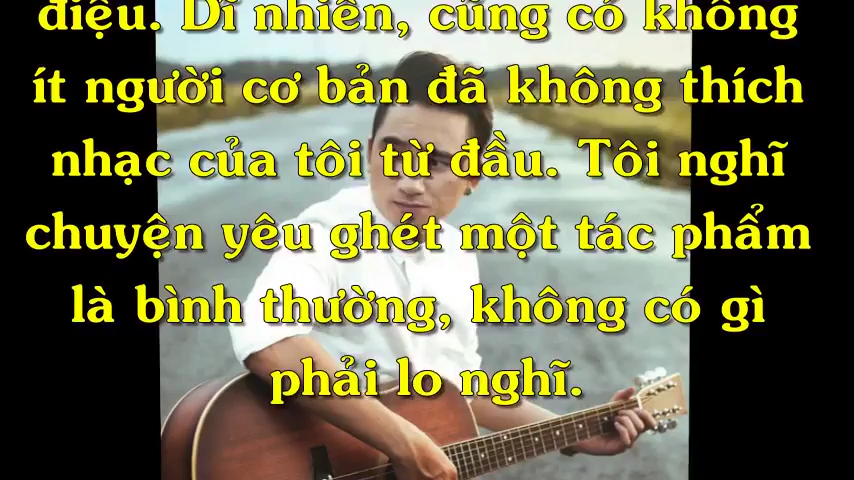 điệu. Dĩ nhiên, cũng có không
ít người cơ bản đã không thích
nhạc của tôi từ đầu. Tôi nghĩ
chuyện yêu ghét một tác phẩm
là bình thường, không có gì
phải lo nghĩ.